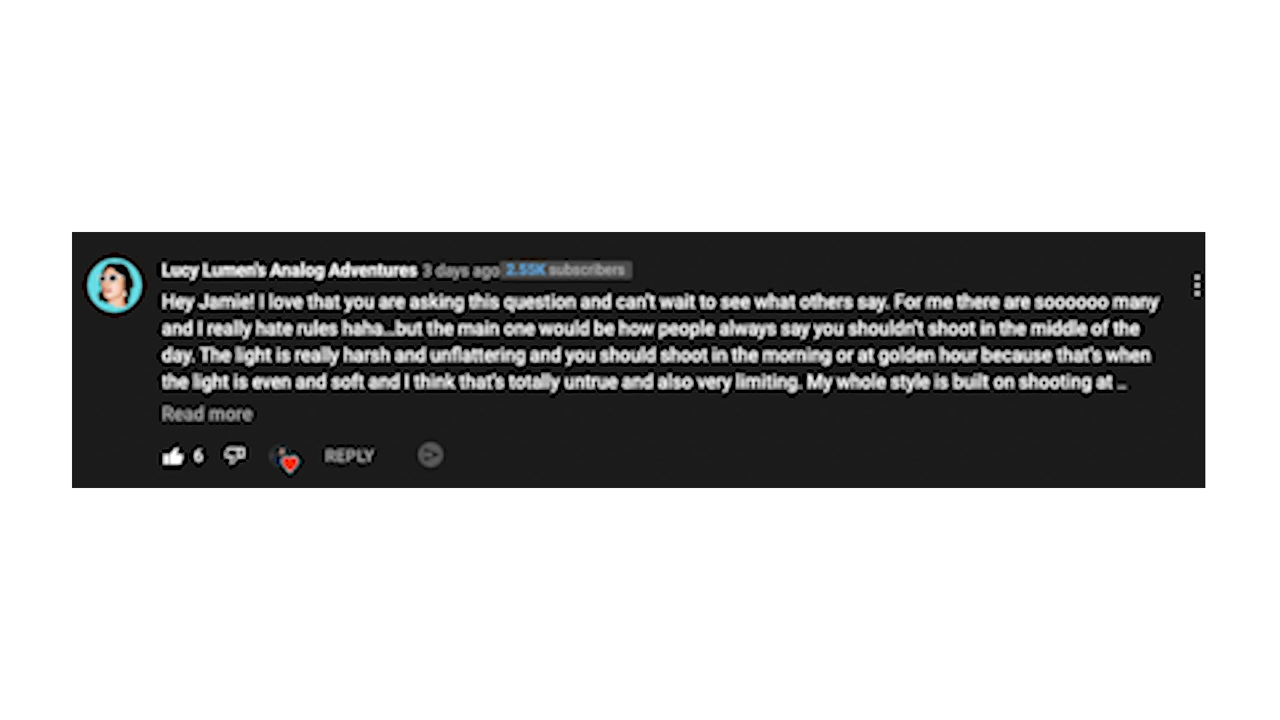 Lucy Lumen's Analog Adventures 3 days ago 2.55K subscribers
Hey Jamie! I love that you are asking this question and can't wait to see what others say. For me there are sooooooo many
and I really hate rules haha...but the main one would be how people always say you shouldn't shoot in the middle of the
day. The light is really harsh and unflattering and you should shoot in the morning or at golden hour because that's when
the light is even and soft and I think that's totally untrue and also very limiting. My whole style is built on shooting at ...
Read more
6 REPLY